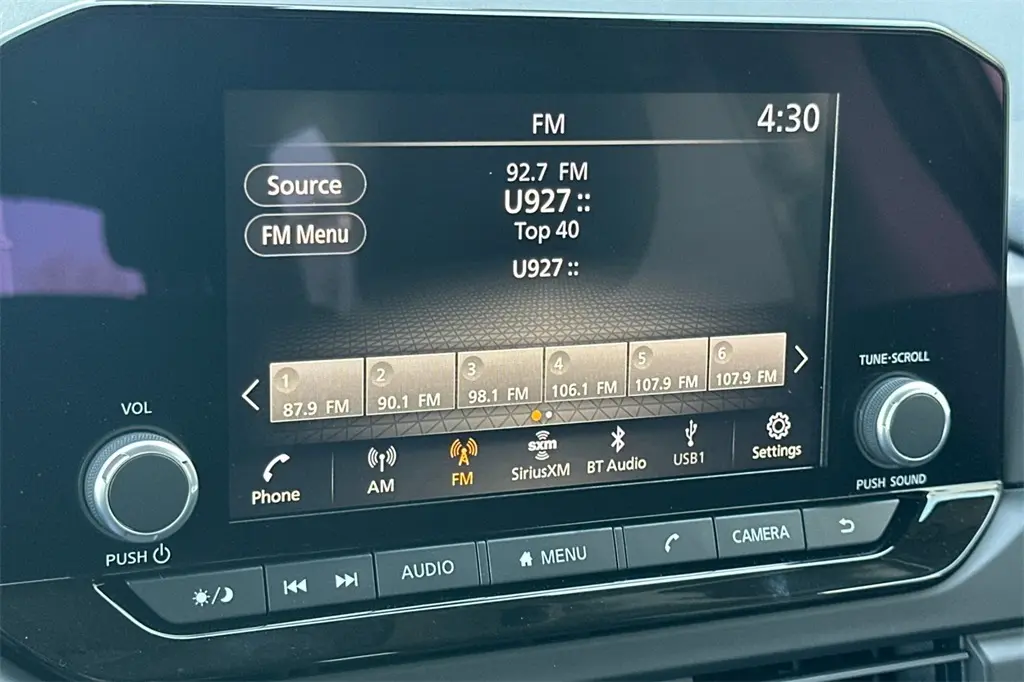 FM
4:30
Source
FM Menu
92.7 FM
U927 ::
Top 40
U927 ::
1
87.9 FM
2
90.1 FM
3
98.1 FM
4
106.1 FM
5
107.9 FM
6
107.9 FM
Phone
AM
FM
sxm
SiriusXM
BT Audio
USB1
Settings
VOL
PUSH
TUNE·SCROLL
PUSH SOUND
AUDIO
MENU
CAMERA